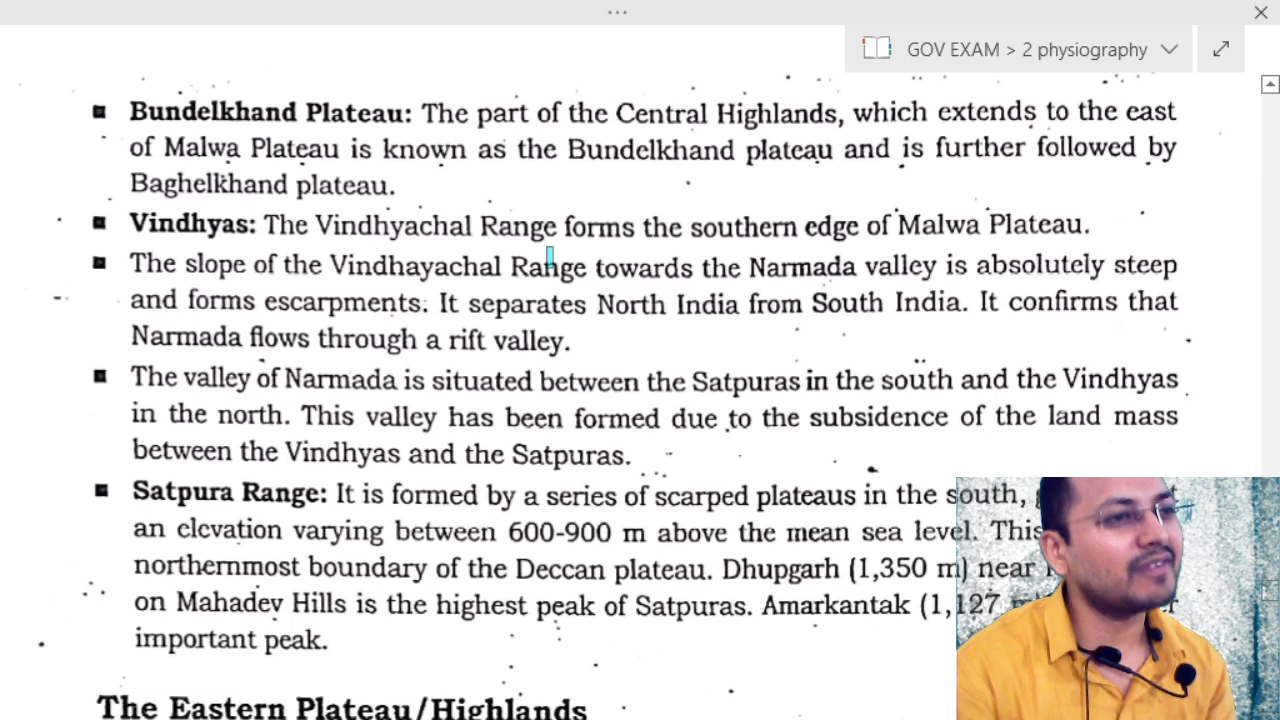 GOV EXAM > 2 physiography
■ Bundelkhand Plateau: The part of the Central Highlands, which extends to the east
of Malwa Plateau is known as the Bundelkhand plateau and is further followed by
Baghelkhand plateau.
■ Vindhyas: The Vindhyachal Range forms the southern edge of Malwa Plateau.
■ The slope of the Vindhayachal Range towards the Narmada valley is absolutely steep
and forms escarpments. It separates North India from South India. It confirms that
Narmada flows through a rift valley.
■ The valley of Narmada is situated between the Satpuras in the south and the Vindhyas
in the north. This valley has been formed due to the subsidence of the land mass
between the Vindhyas and the Satpuras.
■ Satpura Range: It is formed by a series of scarped plateaus in the south,
an elevation varying between 600-900 m above the mean sea level. This
northernmost boundary of the Deccan plateau. Dhupgarh (1,350 m) near
on Mahadev Hills is the highest peak of Satpuras. Amarkantak (1,127
important peak.
The Eastern Plateau/Highlands